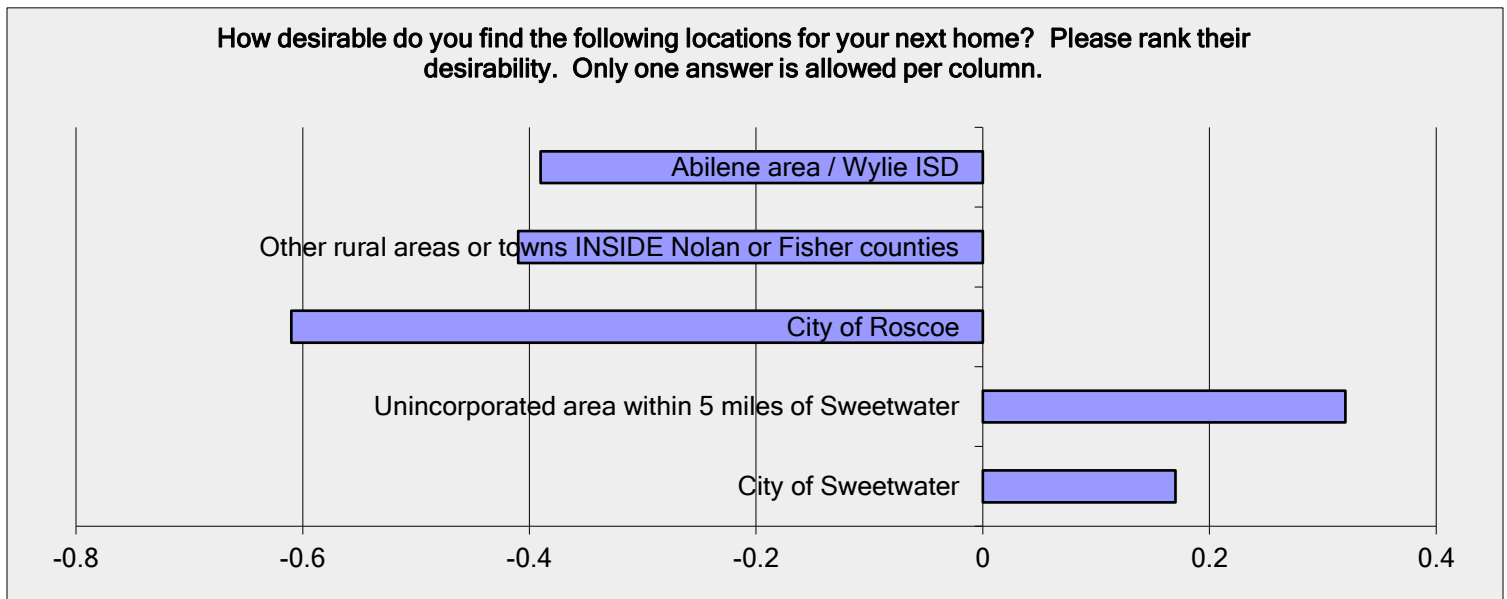 How desirable do you find the following locations for your next home?  Please rank their
desirability.  Only one answer is allowed per column.
Abilene area / Wylie ISD
Other rural areas or towns INSIDE Nolan or Fisher counties
City of Roscoe
Unincorporated area within 5 miles of Sweetwater
City of Sweetwater
-0.8 -0.6 -0.4 -0.2 0 0.2 0.4